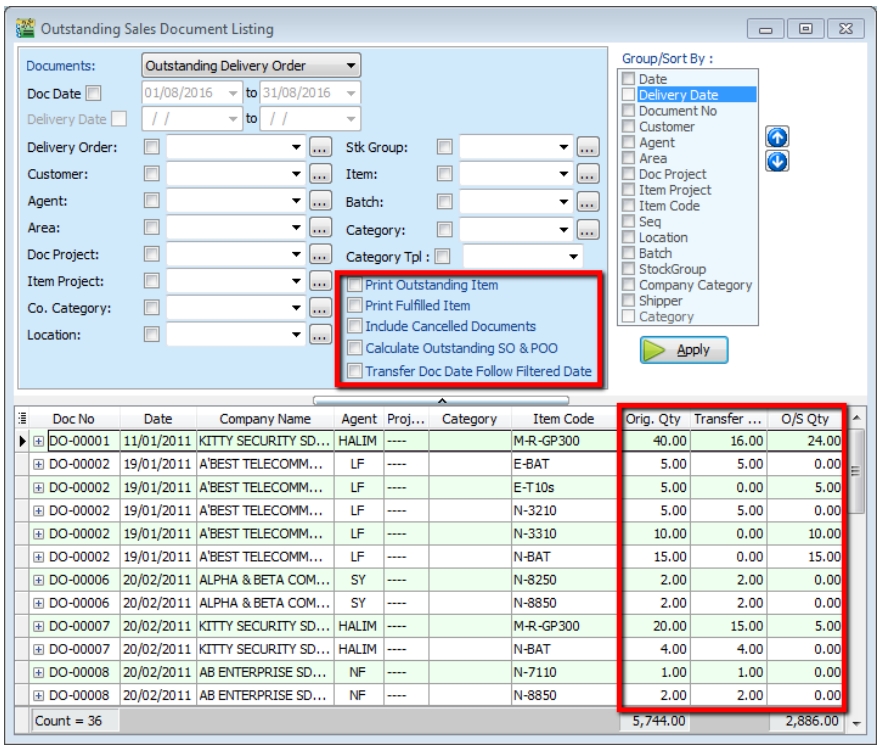 Outstanding Sales Document Listing
Documents: Outstanding Delivery Order
Doc Date 01/08/2016 to 31/08/2016
Delivery Date / / to / /
Delivery Order:
Customer:
Agent:
Area:
Doc Project:
Item Project:
Co. Category:
Location:
Stk Group:
Item:
Batch:
Category:
Category Tpl :
Print Outstanding Item
Print Fulfilled Item
Include Cancelled Documents
Calculate Outstanding SO & POO
Transfer Doc Date Follow Filtered Date
Group/Sort By :
Date
Delivery Date
Document No
Customer
Agent
Area
Doc Project
Item Project
Item Code
Seq
Location
Batch
StockGroup
Company Category
Shipper
Category
Apply
Doc No Date Company Name Agent Proj... Category Item Code Orig. Qty Transfer ... O/S Qty
DO-00001 11/01/2011 KITTY SECURITY SD... HALIM ---- M-R-GP300 40.00 16.00 24.00
DO-00002 19/01/2011 A'BEST TELECOMM... LF ---- E-BAT 5.00 5.00 0.00
DO-00002 19/01/2011 A'BEST TELECOMM... LF ---- E-T10s 5.00 0.00 5.00
DO-00002 19/01/2011 A'BEST TELECOMM... LF ---- N-3210 5.00 5.00 0.00
DO-00002 19/01/2011 A'BEST TELECOMM... LF ---- N-3310 10.00 0.00 10.00
DO-00002 19/01/2011 A'BEST TELECOMM... LF ---- N-BAT 15.00 0.00 15.00
DO-00006 20/02/2011 ALPHA & BETA COM... SY ---- N-8250 2.00 2.00 0.00
DO-00006 20/02/2011 ALPHA & BETA COM... SY ---- N-8850 2.00 2.00 0.00
DO-00007 20/02/2011 KITTY SECURITY SD... HALIM ---- M-R-GP300 20.00 15.00 5.00
DO-00007 20/02/2011 KITTY SECURITY SD... HALIM ---- N-BAT 4.00 4.00 0.00
DO-00008 20/02/2011 AB ENTERPRISE SD... NF ---- N-7110 1.00 1.00 0.00
DO-00008 20/02/2011 AB ENTERPRISE SD... NF ---- N-8850 2.00 2.00 0.00
Count = 36 5,744.00 2,886.00